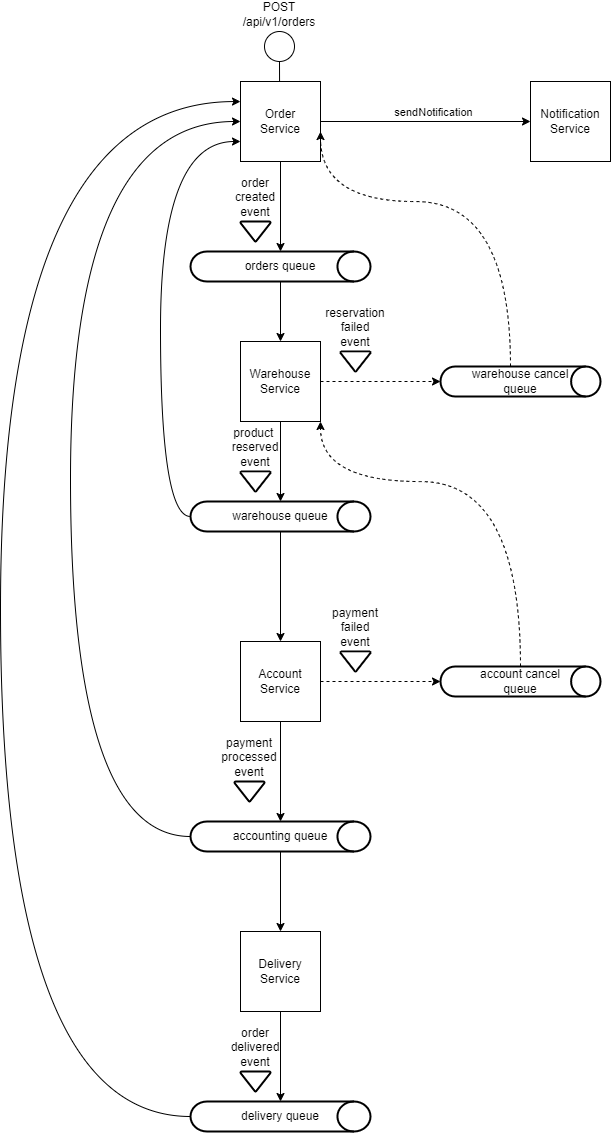 POST
/api/v1/orders
Order
Service
sendNotification
Notification
Service
order
created
event
orders queue
reservation
failed
event
Warehouse
Service
warehouse cancel
queue
product
reserved
event
warehouse queue
payment
failed
event
Account
Service
account cancel
queue
payment
processed
event
accounting queue
Delivery
Service
order
delivered
event
delivery queue